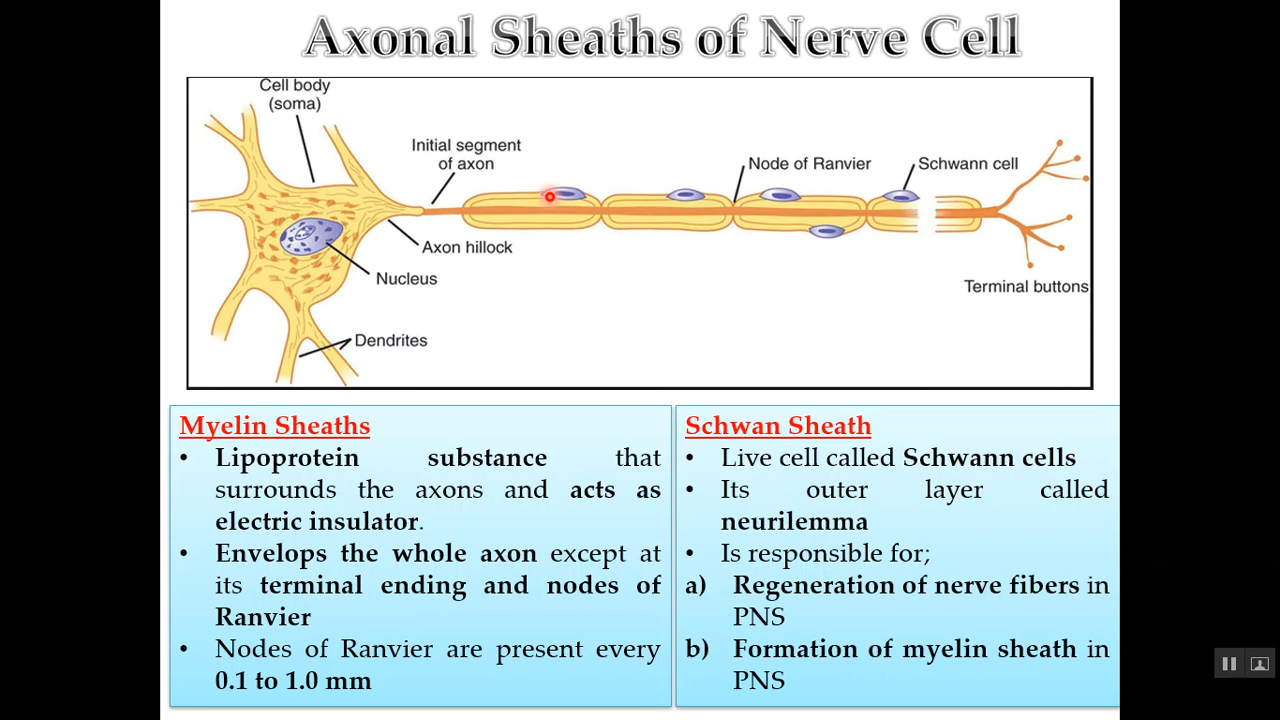 Axonal Sheaths of Nerve Cell
Cell body
(soma)
Initial segment
of axon
Node of Ranvier
Schwann cell
Axon hillock
Nucleus
Terminal buttons
Dendrites
Myelin Sheaths
• Lipoprotein substance that
surrounds the axons and acts as
electric insulator.
• Envelops the whole axon except at
its terminal ending and nodes of
Ranvier
• Nodes of Ranvier are present every
0.1 to 1.0 mm
Schwan Sheath
• Live cell called Schwann cells
• Its outer layer called
neurilemma
• Is responsible for;
a) Regeneration of nerve fibers in
PNS
b) Formation of myelin sheath in
PNS